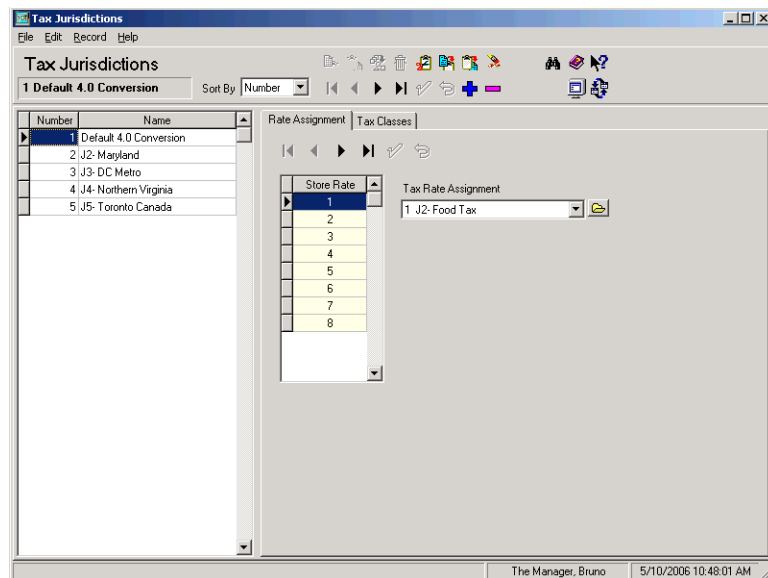 Tax Jurisdictions
File Edit Record Help
Tax Jurisdictions
1 Default 4.0 Conversion
Sort By Number
Number Name
1 Default 4.0 Conversion
2 J2- Maryland
3 J3- DC Metro
4 J4- Northern Virginia
5 J5- Toronto Canada
Rate Assignment Tax Classes
Store Rate
1
2
3
4
5
6
7
8
Tax Rate Assignment
1 J2- Food Tax
The Manager, Bruno 5/10/2006 10:48:01 AM